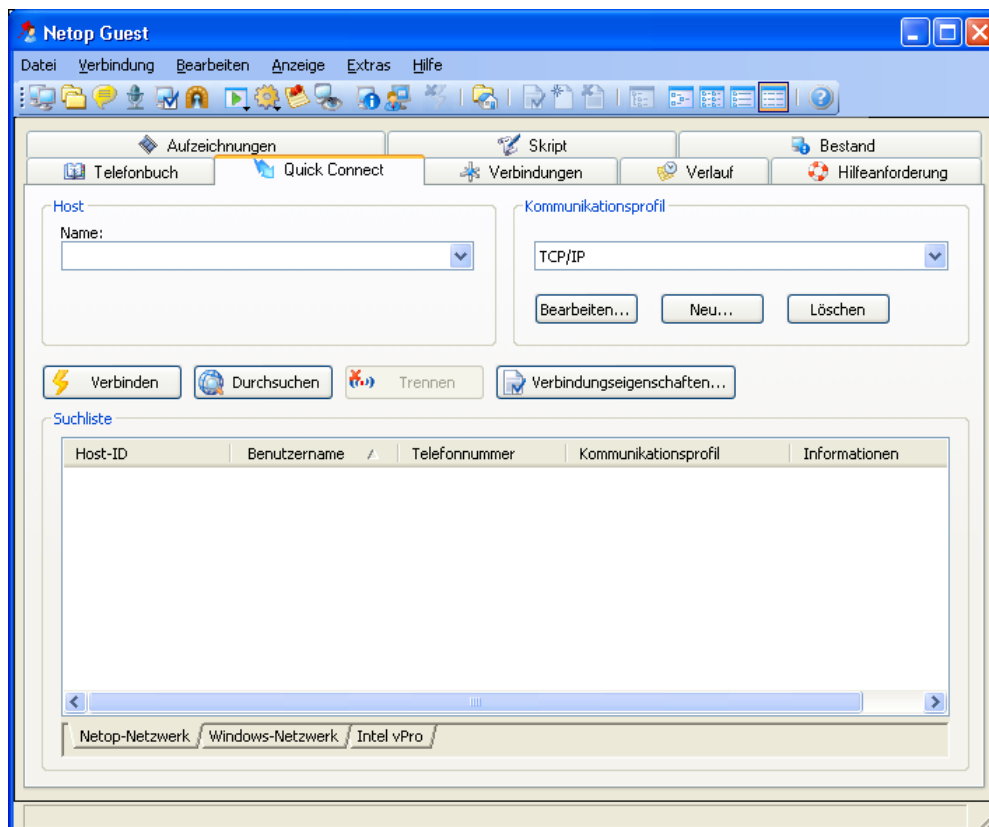 Netop Guest
Datei Verbindung Bearbeiten Anzeige Extras Hilfe
Aufzeichnungen Skript Bestand
Telefonbuch Quick Connect Verbindungen Verlauf Hilfeanforderung
Host Kommunikationsprofil
Name:
TCP/IP
Bearbeiten... Neu... Löschen
Verbinden Durchsuchen Trennen Verbindungseigenschaften...
Suchliste
Host-ID Benutzername Telefonnummer Kommunikationsprofil Informationen
Netop-Netzwerk Windows-Netzwerk Intel vPro